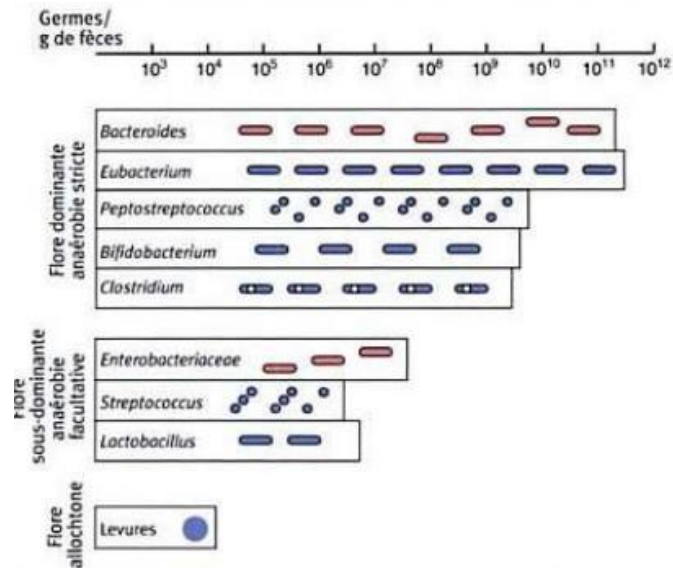 Germes/
g de fèces
10³ 10⁴ 10⁵ 10⁶ 10⁷ 10⁸ 10⁹ 10¹⁰ 10¹¹ 10¹²
Flore dominante
anaérobie stricte
Bacteroides
Eubacterium
Peptostreptococcus
Bifidobacterium
Clostridium
Flore
sous-dominante
anaérobie
facultative
Enterobacteriaceae
Streptococcus
Lactobacillus
Flore
allochtone
Levures